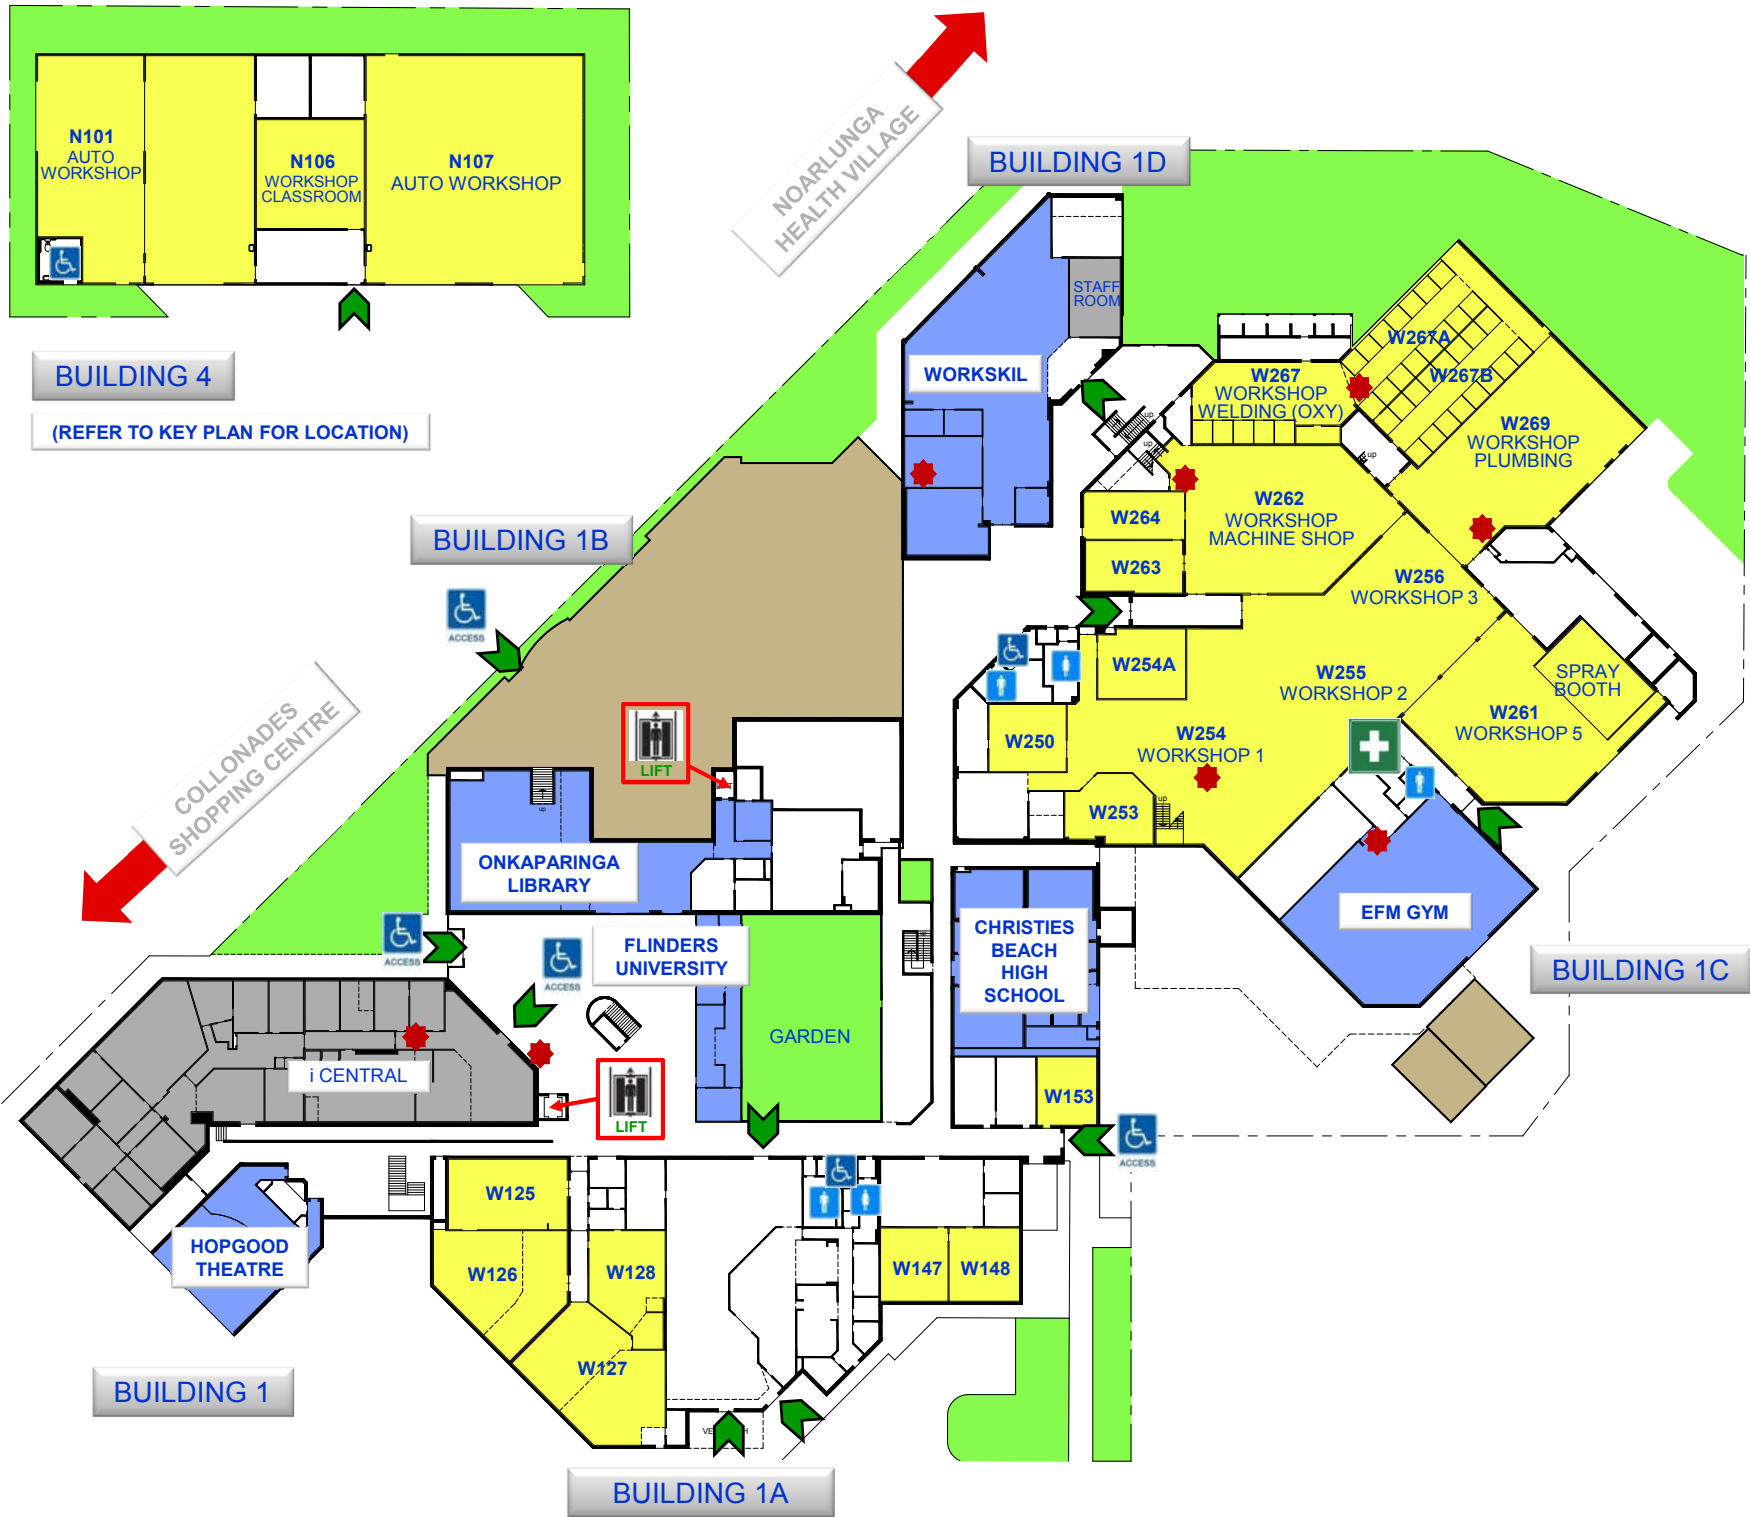 N101
AUTO
WORKSHOP
N106
WORKSHOP
CLASSROOM
N107
AUTO WORKSHOP
BUILDING 4
(REFER TO KEY PLAN FOR LOCATION)
NOARLUNGA
HEALTH VILLAGE
BUILDING 1D
STAFF
ROOM
WORKSKIL
W267A
W267B
W267
WORKSHOP
WELDING (OXY)
W269
WORKSHOP
PLUMBING
up
up
up
W262
WORKSHOP
MACHINE SHOP
W264
W263
W256
WORKSHOP 3
BUILDING 1B
ACCESS
W254A
W255
WORKSHOP 2
SPRAY
BOOTH
W261
WORKSHOP 5
W250
W254
WORKSHOP 1
W253
up
COLLONADES
SHOPPING CENTRE
LIFT
up
ONKAPARINGA
LIBRARY
EFM GYM
BUILDING 1C
CHRISTIES
BEACH
HIGH
SCHOOL
FLINDERS
UNIVERSITY
ACCESS
ACCESS
GARDEN
i CENTRAL
LIFT
W153
ACCESS
W125
W126
W128
W127
W147
W148
HOPGOOD
THEATRE
BUILDING 1
BUILDING 1A